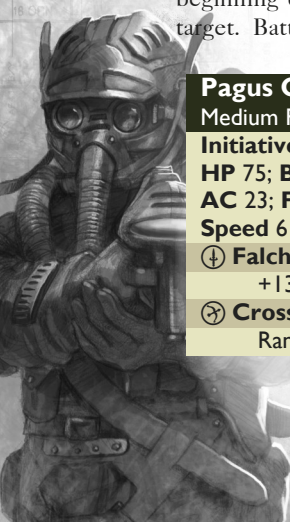 beginning
target. Batt
Pagus
Medium
Initiative
HP 75; B
AC 23; F
Speed 6
Falch
+13
Cross
Ran